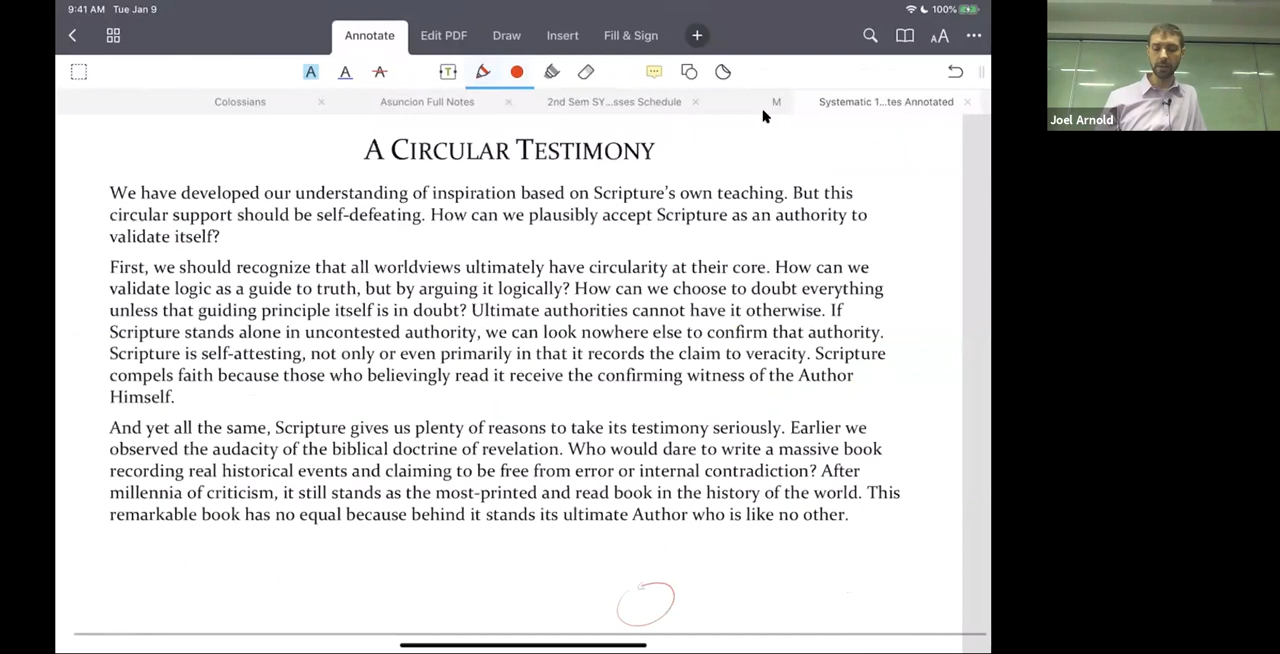 9:41 AM Tue Jan 9
100%
Annotate Edit PDF Draw Insert Fill & Sign
AA
A A A T
Colossians Asuncion Full Notes 2nd Sem SY...sses Schedule M Systematic 1...tes Annotated
Joel Arnold
A CIRCULAR TESTIMONY
We have developed our understanding of inspiration based on Scripture's own teaching. But this
circular support should be self-defeating. How can we plausibly accept Scripture as an authority to
validate itself?
First, we should recognize that all worldviews ultimately have circularity at their core. How can we
validate logic as a guide to truth, but by arguing it logically? How can we choose to doubt everything
unless that guiding principle itself is in doubt? Ultimate authorities cannot have it otherwise. If
Scripture stands alone in uncontested authority, we can look nowhere else to confirm that authority.
Scripture is self-attesting, not only or even primarily in that it records the claim to veracity. Scripture
compels faith because those who believingly read it receive the confirming witness of the Author
Himself.
And yet all the same, Scripture gives us plenty of reasons to take its testimony seriously. Earlier we
observed the audacity of the biblical doctrine of revelation. Who would dare to write a massive book
recording real historical events and claiming to be free from error or internal contradiction? After
millennia of criticism, it still stands as the most-printed and read book in the history of the world. This
remarkable book has no equal because behind it stands its ultimate Author who is like no other.